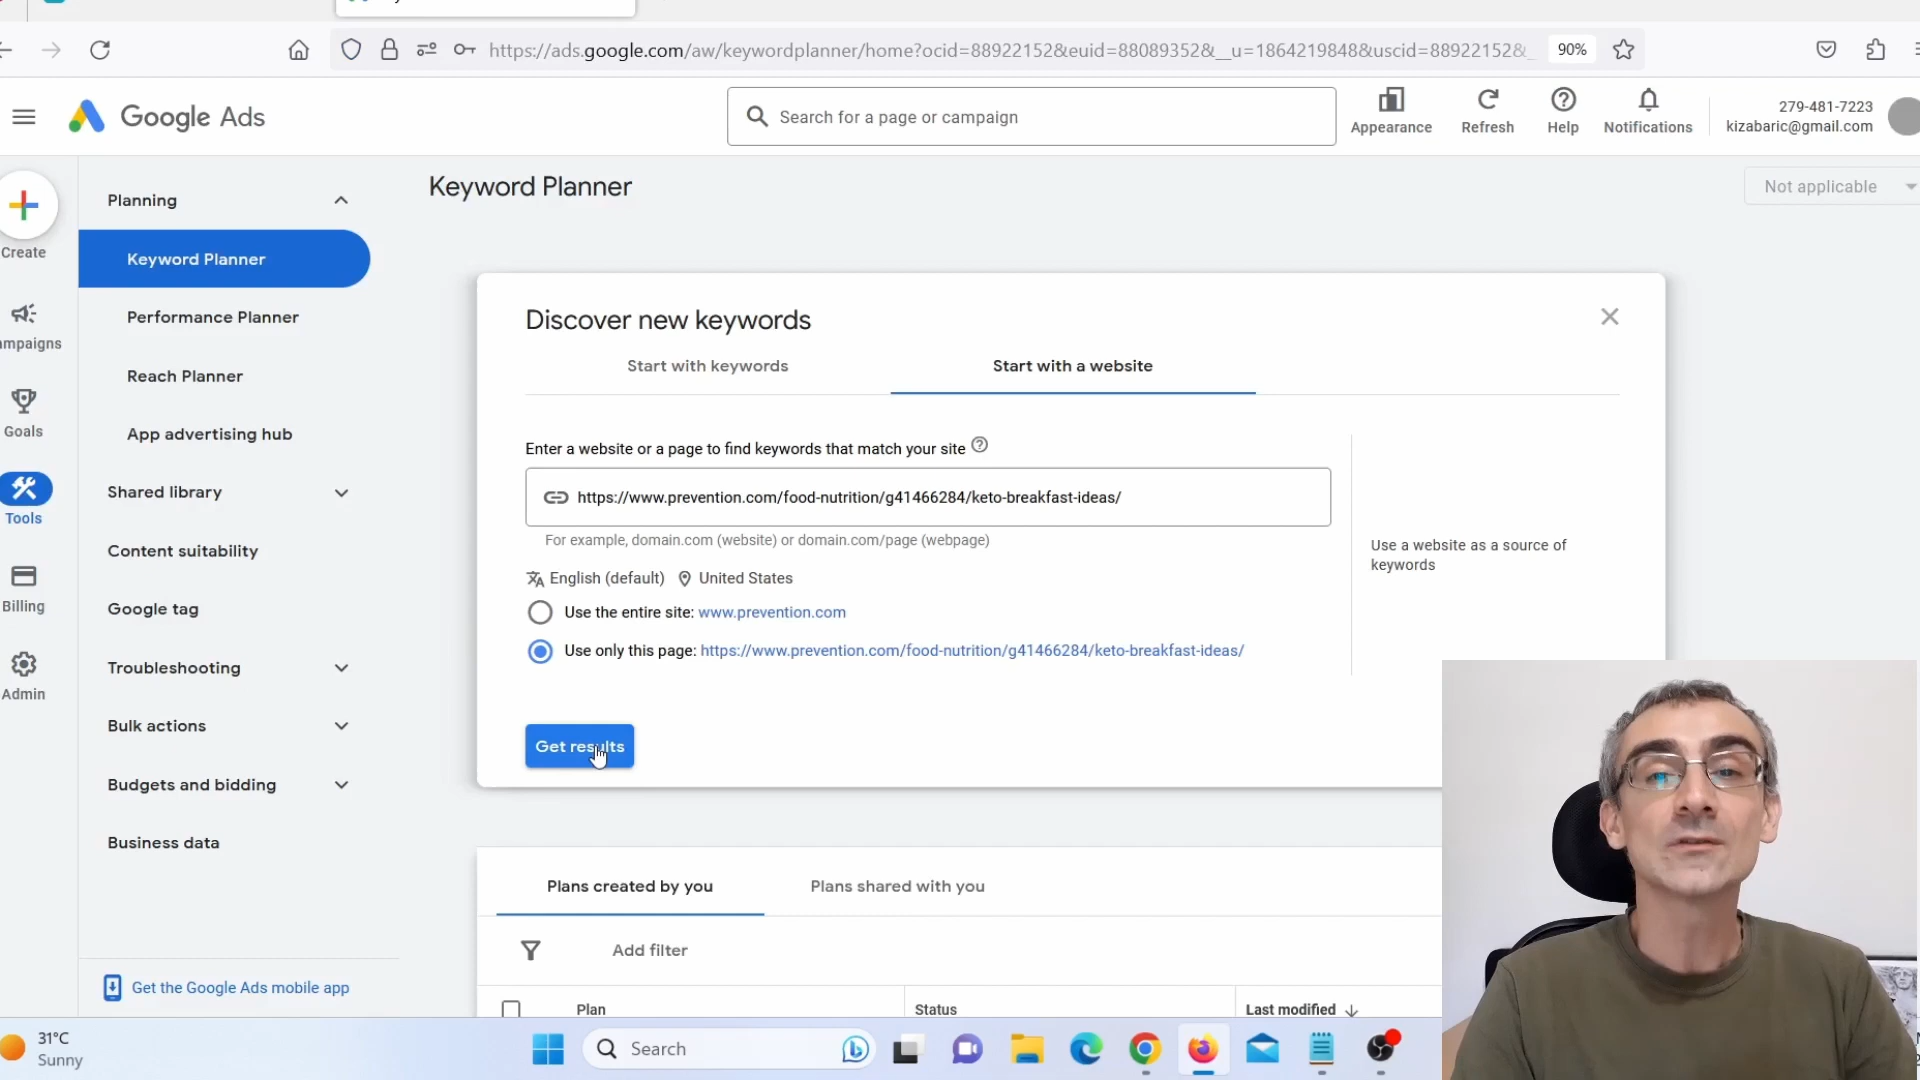 https://ads.google.com/aw/keywordplanner/home?ocid=88922152&euid=88089352&__u=1864219848&uscid=88922152&_
90%
Google Ads
Search for a page or campaign
Appearance
Refresh
Help
Notifications
279-481-7223
kizabaric@gmail.com
Create
mpaigns
Goals
Tools
Billing
Admin
Planning
Keyword Planner
Performance Planner
Reach Planner
App advertising hub
Shared library
Content suitability
Google tag
Troubleshooting
Bulk actions
Budgets and bidding
Business data
Get the Google Ads mobile app
Keyword Planner
Not applicable
Discover new keywords
Start with keywords
Start with a website
Enter a website or a page to find keywords that match your site
https://www.prevention.com/food-nutrition/g41466284/keto-breakfast-ideas/
For example, domain.com (website) or domain.com/page (webpage)
English (default) United States
Use the entire site: www.prevention.com
Use only this page: https://www.prevention.com/food-nutrition/g41466284/keto-breakfast-ideas/
Use a website as a source of
keywords
Get results
Plans created by you
Plans shared with you
Add filter
Plan
Status
Last modified
31°C
Sunny
Search